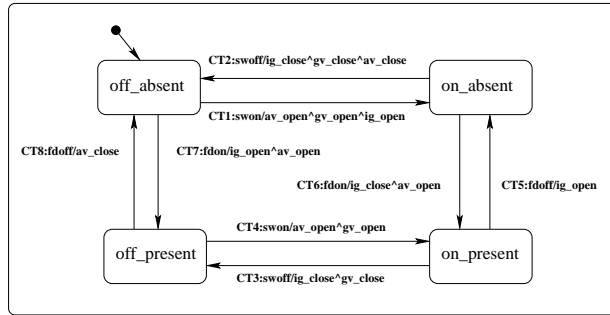 CT2:swoff/ig_close^gv_close^av_close
off_absent
on_absent
CT1:swon/av_open^gv_open^ig_open
CT8:fdoff/av_close
CT7:fdon/ig_open^av_open
CT6:fdon/ig_close^av_open
CT5:fdoff/ig_open
CT4:swon/av_open^gv_open
off_present
on_present
CT3:swoff/ig_close^gv_close